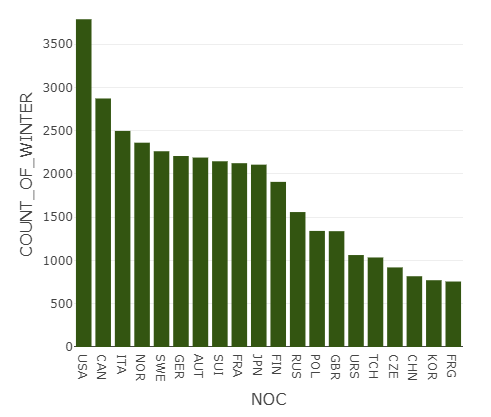 COUNT_OF_WINTER
3500
3000
2500
2000
1500
1000
500
0
USA CAN ITA NOR SWE GER AUT SUI FRA JPN FIN RUS POL GBR URS TCH CZE CHN KOR FRG
NOC